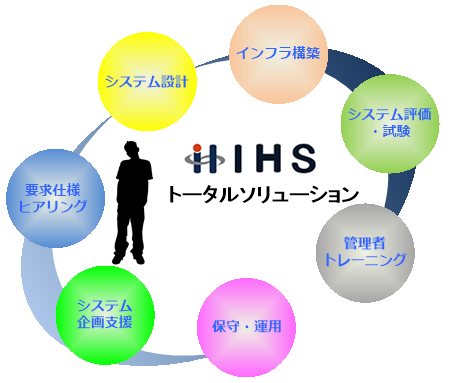 インフラ構築
システム設計
システム評価
・試験
IHS
トータルソリューション
要求仕様
ヒアリング
管理者
トレーニング
システム
企画支援
保守・運用